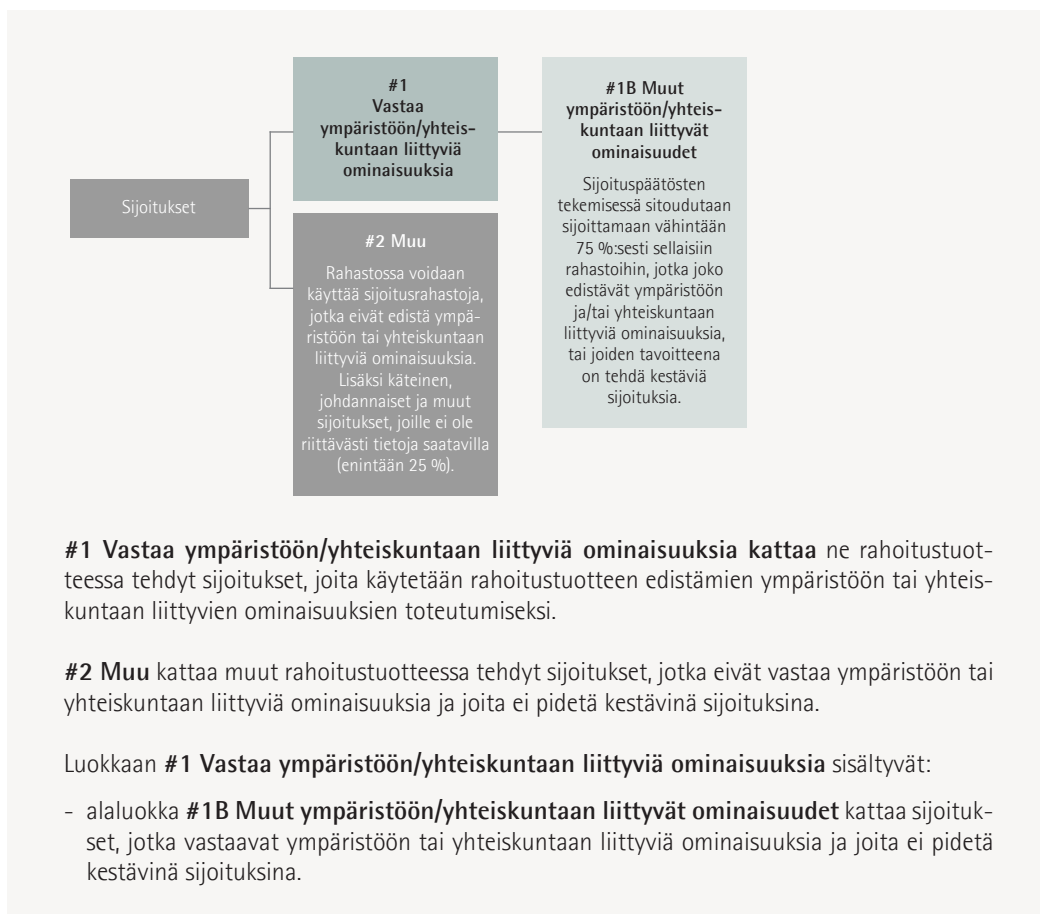 Sijoitukset
#1
Vastaa
ympäristöön/yhteis-
kuntaan liittyviä
ominaisuuksia
#2 Muu
Rahastossa voidaan
käyttää sijoitusrahastoja,
jotka eivät edistä ympä-
ristöön tai yhteiskuntaan
liittyviä ominaisuuksia.
Lisäksi käteinen,
johdannaiset ja muut
sijoitukset, joille ei ole
riittävästi tietoja saatavilla
(enintään 25 %).
#1B Muut
ympäristöön/yhteis-
kuntaan liittyvät
ominaisuudet
Sijoituspäätösten
tekemisessä sitoudutaan
sijoittamaan vähintään
75 %:sesti sellaisiin
rahastoihin, jotka joko
edistävät ympäristöön
ja/tai yhteiskuntaan
liittyviä ominaisuuksia,
tai joiden tavoitteena
on tehdä kestäviä
sijoituksia.
#1 Vastaa ympäristöön/yhteiskuntaan liittyviä ominaisuuksia kattaa ne rahoitustuot-
teessa tehdyt sijoitukset, joita käytetään rahoitustuotteen edistämien ympäristöön tai yhteis-
kuntaan liittyvien ominaisuuksien toteutumiseksi.
#2 Muu kattaa muut rahoitustuotteessa tehdyt sijoitukset, jotka eivät vastaa ympäristöön tai
yhteiskuntaan liittyviä ominaisuuksia ja joita ei pidetä kestävinä sijoituksina.
Luokkaan #1 Vastaa ympäristöön/yhteiskuntaan liittyviä ominaisuuksia sisältyvät:
- alaluokka #1B Muut ympäristöön/yhteiskuntaan liittyvät ominaisuudet kattaa sijoituk-
set, jotka vastaavat ympäristöön tai yhteiskuntaan liittyviä ominaisuuksia ja joita ei pidetä
kestävinä sijoituksina.